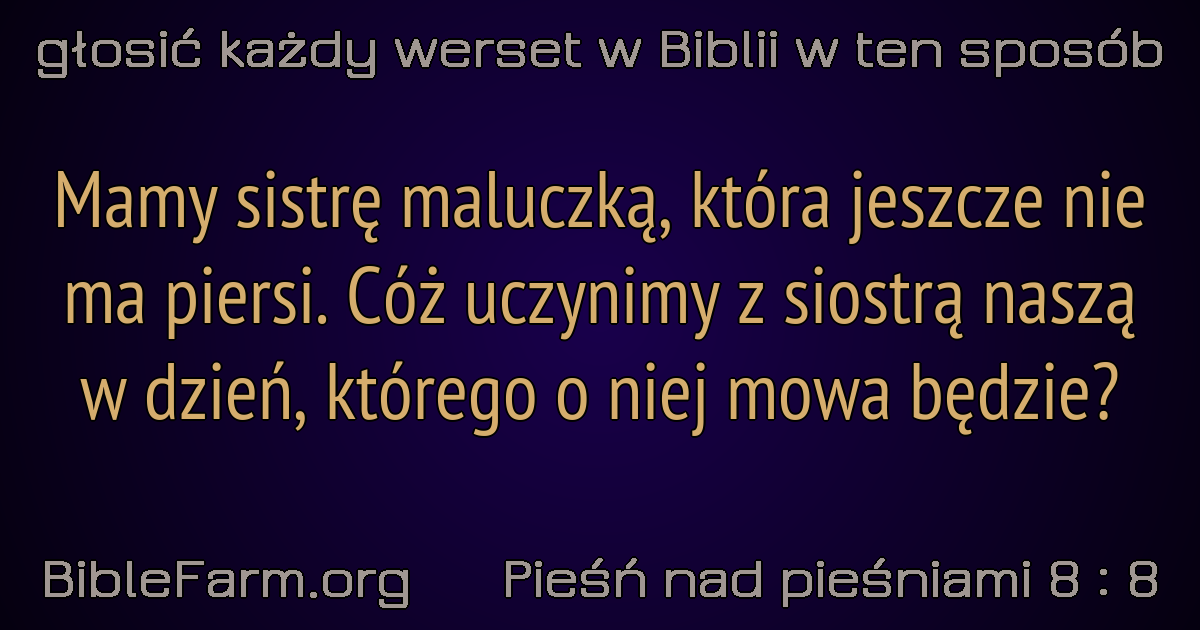 głosić każdy werset w Biblii w ten sposób
Mamy sistrę maluczką, która jeszcze nie
ma piersi. Cóż uczynimy z siostrą naszą
w dzień, którego o niej mowa będzie?
BibleFarm.org Pieśń nad pieśniami 8 : 8